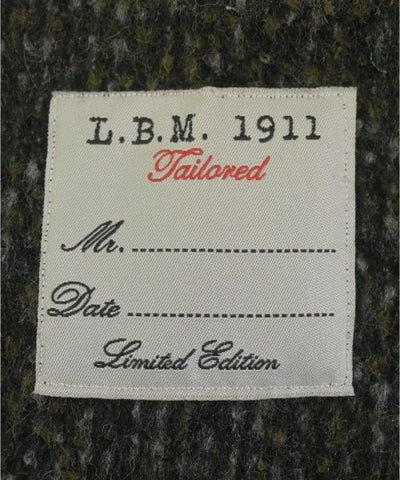 L.B.M. 1911
Tailored
Mr. ........................................
Date ........................................
Limited Edition